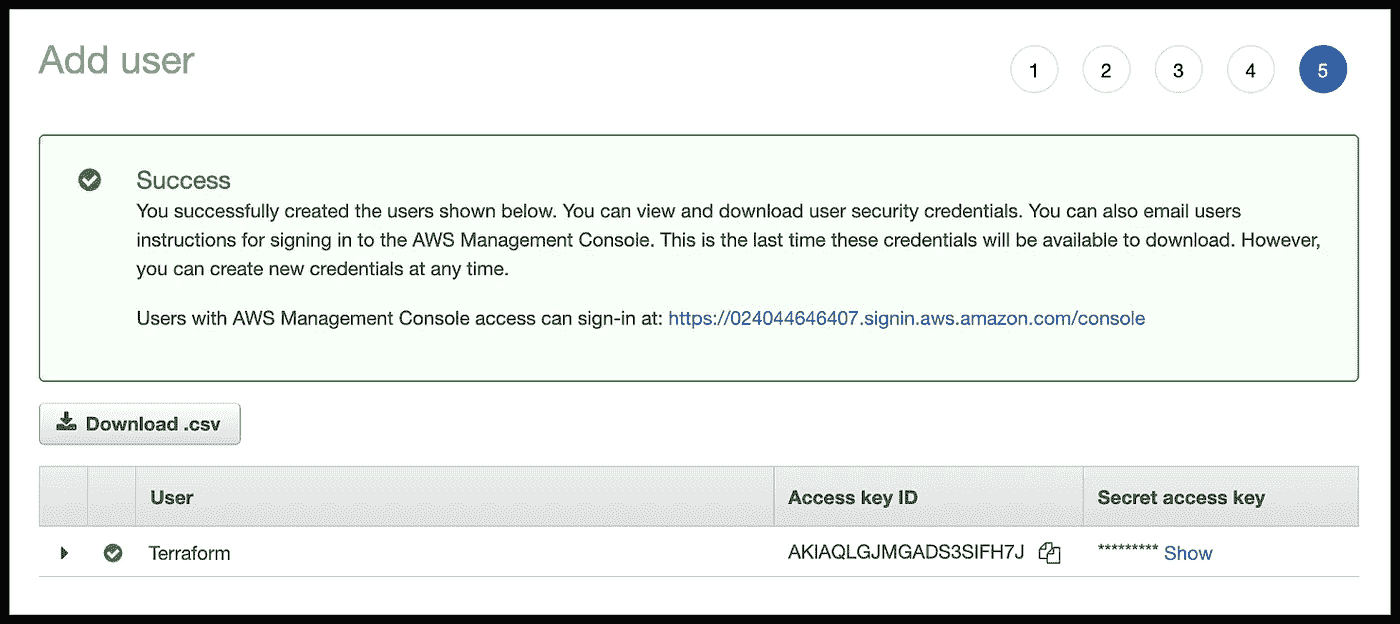 Add user
1 2 3 4 5
Success
You successfully created the users shown below. You can view and download user security credentials. You can also email users
instructions for signing in to the AWS Management Console. This is the last time these credentials will be available to download. However,
you can create new credentials at any time.
Users with AWS Management Console access can sign-in at: https://024044646407.signin.aws.amazon.com/console
Download .csv
User Access key ID Secret access key
Terraform AKIAQLGJMGADS3SIFH7J ********* Show